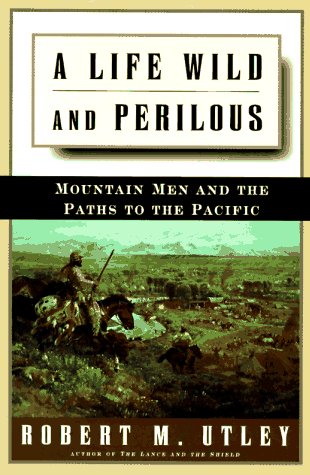 A LIFE WILD
AND PERILOUS
MOUNTAIN MEN AND THE
PATHS TO THE PACIFIC
ROBERT M. UTLEY
AUTHOR OF THE LANCE AND THE SHIELD